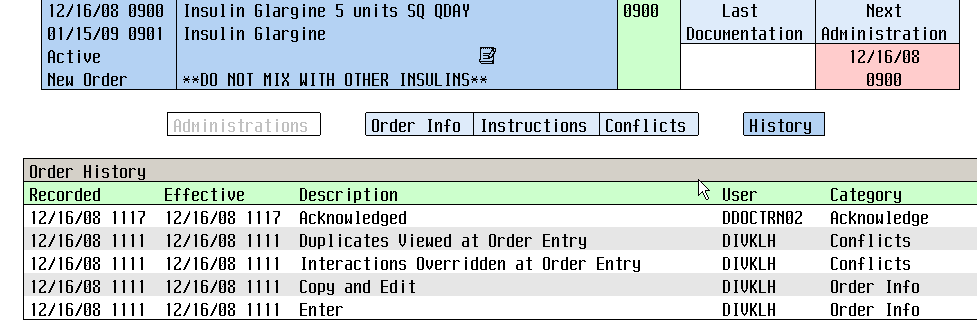 12/16/08 0900 Insulin Glargine 5 units SQ QDAY 0900 Last Next
01/15/09 0901 Insulin Glargine Documentation Administration
Active 12/16/08
New Order **DO NOT MIX WITH OTHER INSULINS** 0900
Administrations Order Info Instructions Conflicts History
Order History
Recorded Effective Description User Category
12/16/08 1117 12/16/08 1117 Acknowledged DDOCTRN02 Acknowledge
12/16/08 1111 12/16/08 1111 Duplicates Viewed at Order Entry DIVKLH Conflicts
12/16/08 1111 12/16/08 1111 Interactions Overridden at Order Entry DIVKLH Conflicts
12/16/08 1111 12/16/08 1111 Copy and Edit DIVKLH Order Info
12/16/08 1111 12/16/08 1111 Enter DIVKLH Order Info